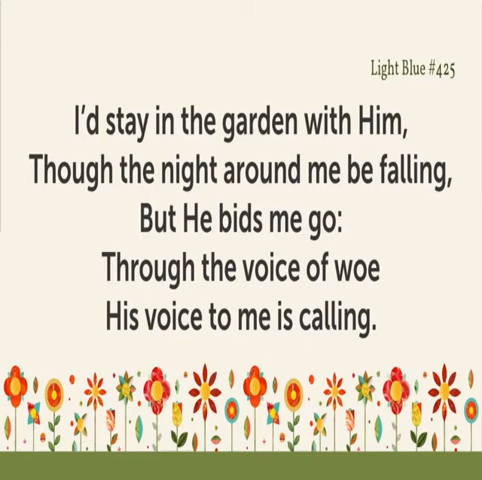 Light Blue #425
I'd stay in the garden with Him,
Though the night around me be falling,
But He bids me go:
Through the voice of woe
His voice to me is calling.